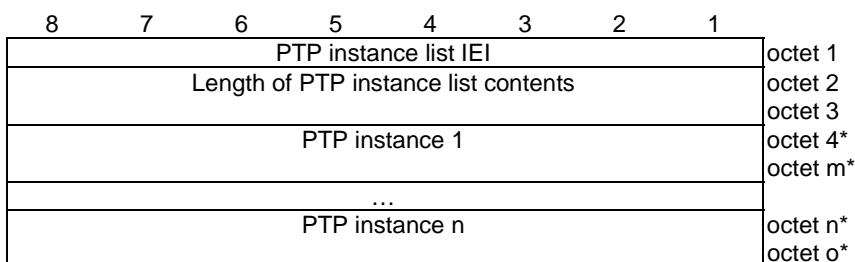 8 7 6 5 4 3 2 1
PTP instance list IEI octet 1
Length of PTP instance list contents octet 2
octet 3
PTP instance 1 octet 4*
octet m*
…
PTP instance n octet n*
octet o*